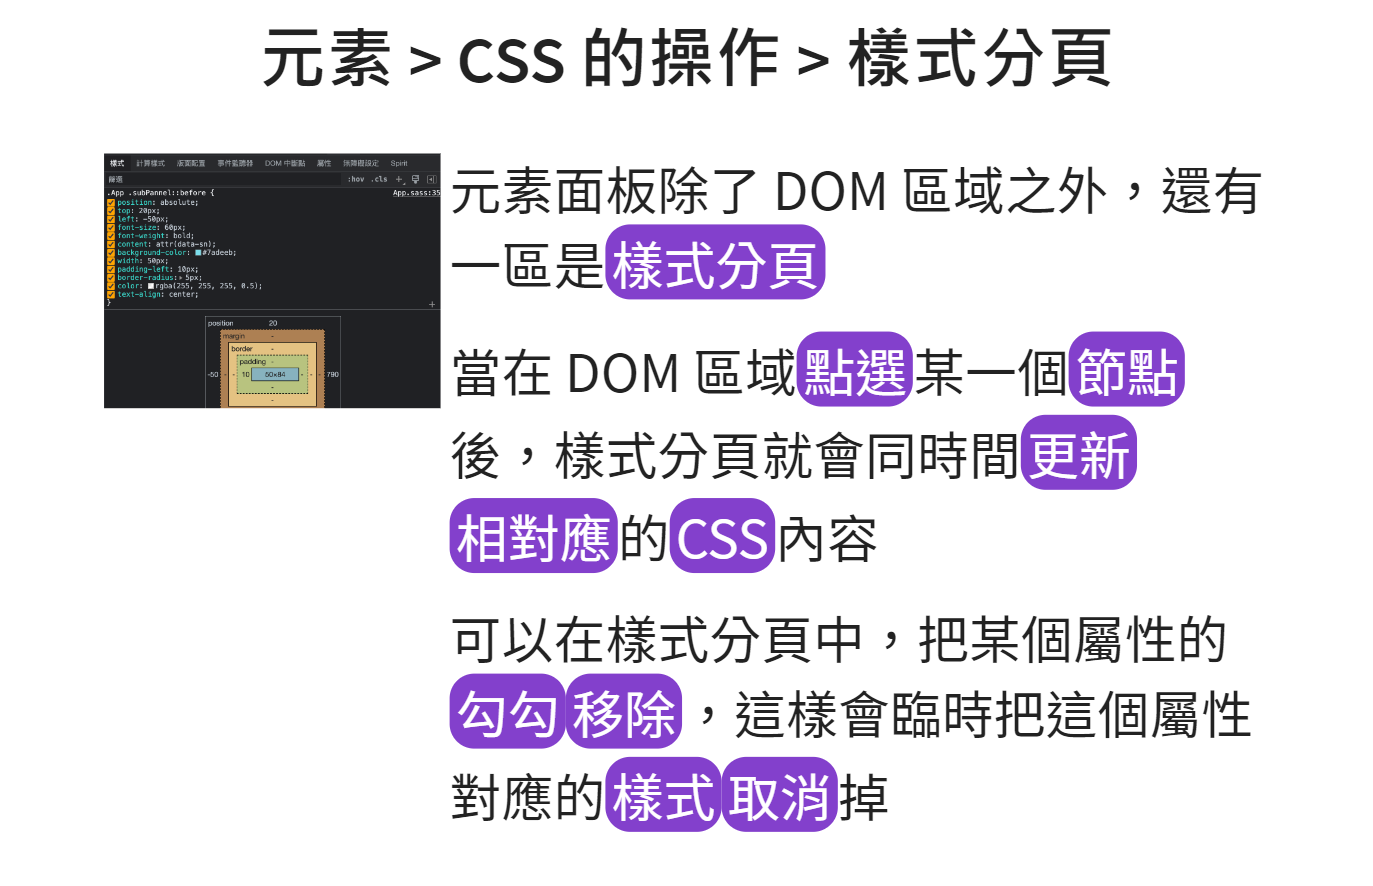 元素 > CSS 的操作 > 樣式分頁
樣式 計算樣式 版面配置 事件監聽器 DOM 中斷點 屬性 無障礙設定 Spirit
篩選 :hov .cls +
.App .subPannel::before { App.sass:35
position: absolute;
top: 20px;
left: -50px;
font-size: 60px;
font-weight: bold;
content: attr(data-sn);
background-color: #7adeeb;
width: 50px;
padding-left: 10px;
border-radius: 5px;
color: rgba(255, 255, 255, 0.5);
text-align: center;
}
position 20
margin -
border -
padding -
-50 - - 10 50×84 - - - 790
-
-
元素面板除了 DOM 區域之外，還有
一區是樣式分頁
當在 DOM 區域點選某一個節點
後，樣式分頁就會同時間更新
相對應的CSS內容
可以在樣式分頁中，把某個屬性的
勾勾移除，這樣會臨時把這個屬性
對應的樣式取消掉